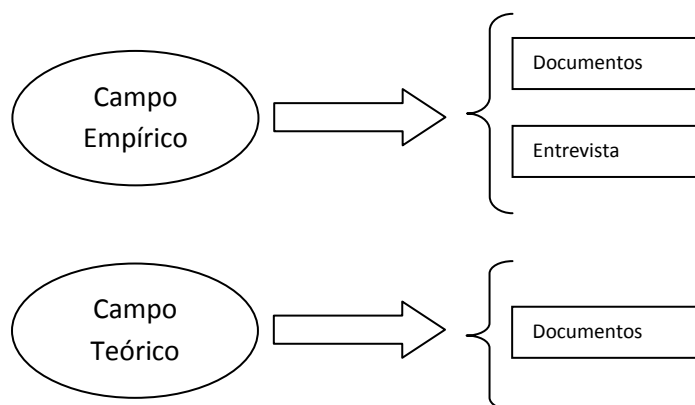 Campo
Empírico
Documentos
Entrevista
Campo
Teórico
Documentos